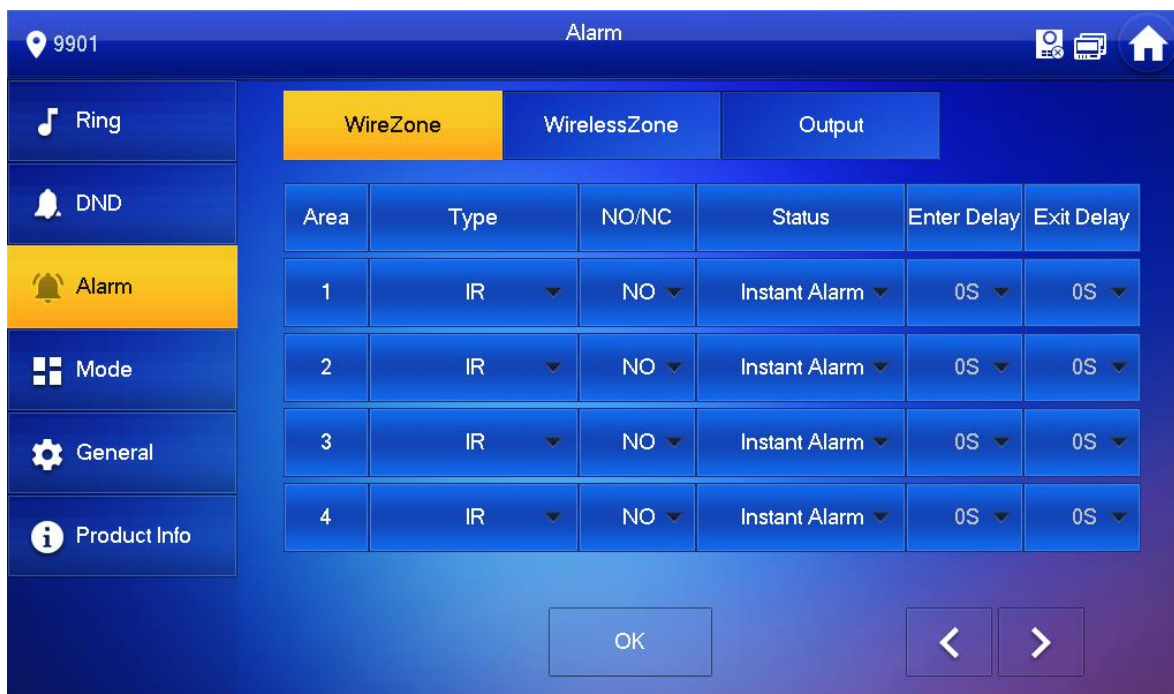 9901 Alarm
Ring
DND
Alarm
Mode
General
Product Info
WireZone WirelessZone Output
Area Type NO/NC Status Enter Delay Exit Delay
1 IR NO Instant Alarm 0S 0S
2 IR NO Instant Alarm 0S 0S
3 IR NO Instant Alarm 0S 0S
4 IR NO Instant Alarm 0S 0S
OK